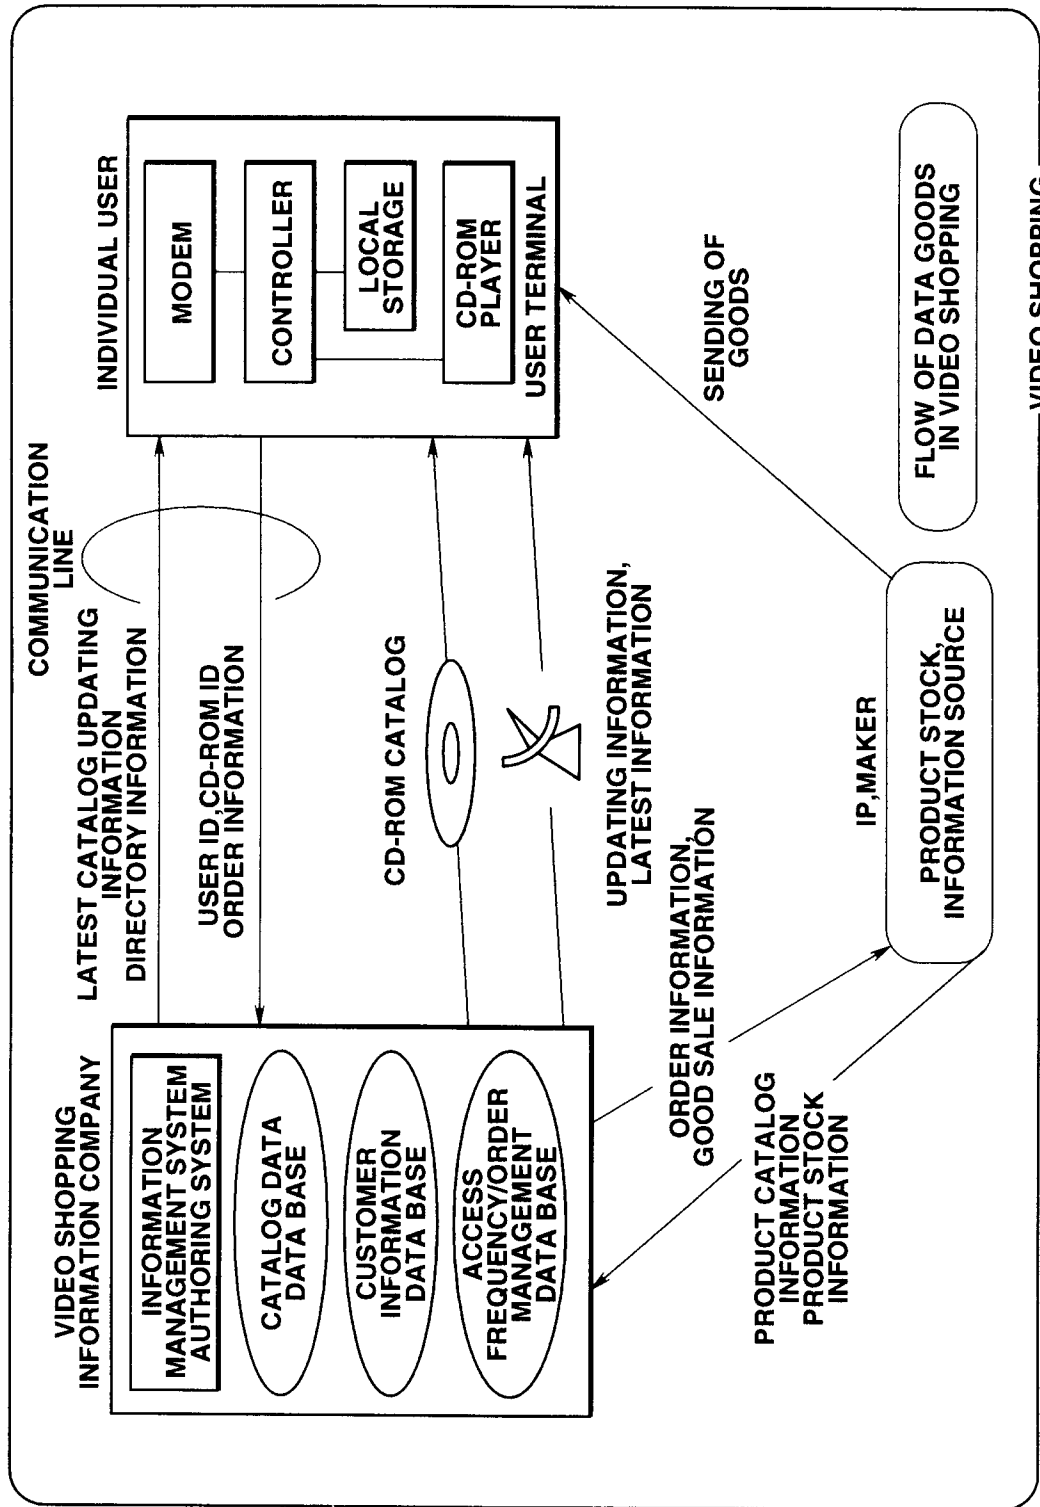 VIDEO SHOPPING
INFORMATION COMPANY
INFORMATION
MANAGEMENT SYSTEM
AUTHORING SYSTEM
CATALOG DATA
DATA BASE
CUSTOMER
INFORMATION
DATA BASE
ACCESS
FREQUENCY/ORDER
MANAGEMENT
DATA BASE
COMMUNICATION
LINE
LATEST CATALOG UPDATING
INFORMATION
DIRECTORY INFORMATION
USER ID,CD-ROM ID
ORDER INFORMATION
CD-ROM CATALOG
UPDATING INFORMATION,
LATEST INFORMATION
INDIVIDUAL USER
MODEM
CONTROLLER
LOCAL
STORAGE
CD-ROM
PLAYER
USER TERMINAL
ORDER INFORMATION,
GOOD SALE INFORMATION
PRODUCT CATALOG
INFORMATION
PRODUCT STOCK
INFORMATION
IP,MAKER
PRODUCT STOCK,
INFORMATION SOURCE
SENDING OF
GOODS
FLOW OF DATA GOODS
IN VIDEO SHOPPING
VIDEO SHOPPING